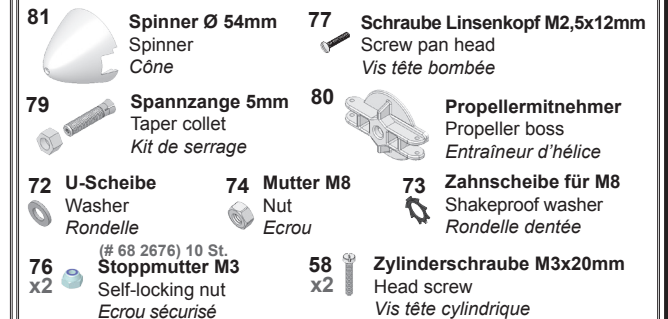 81
Spinner Ø 54mm
Spinner
Cône
77
Schraube Linsenkopf M2,5x12mm
Screw pan head
Vis tête bombée
79
Spannzange 5mm
Taper collet
Kit de serrage
80
Propellermitnehmer
Propeller boss
Entraîneur d'hélice
72
U-Scheibe
Washer
Rondelle
74
Mutter M8
Nut
Ecrou
73
Zahnscheibe für M8
Shakeproof washer
Rondelle dentée
(# 68 2676) 10 St.
76
x2
Stoppmutter M3
Self-locking nut
Ecrou sécurisé
58
x2
Zylinderschraube M3x20mm
Head screw
Vis tête cylindrique